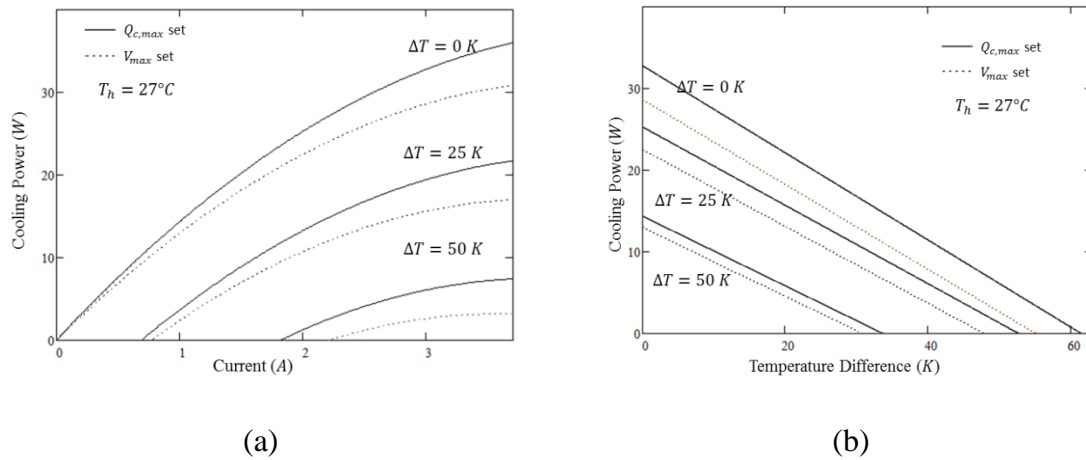 Q_{c,max} set
V_{max} set
T_h = 27°C
ΔT = 0 K
ΔT = 25 K
ΔT = 50 K
Cooling Power (W)
30
20
10
0
0 1 2 3
Current (A)
(a)
Q_{c,max} set
V_{max} set
T_h = 27°C
ΔT = 0 K
ΔT = 25 K
ΔT = 50 K
Cooling Power (W)
30
20
10
0
0 20 40 60
Temperature Difference (K)
(b)